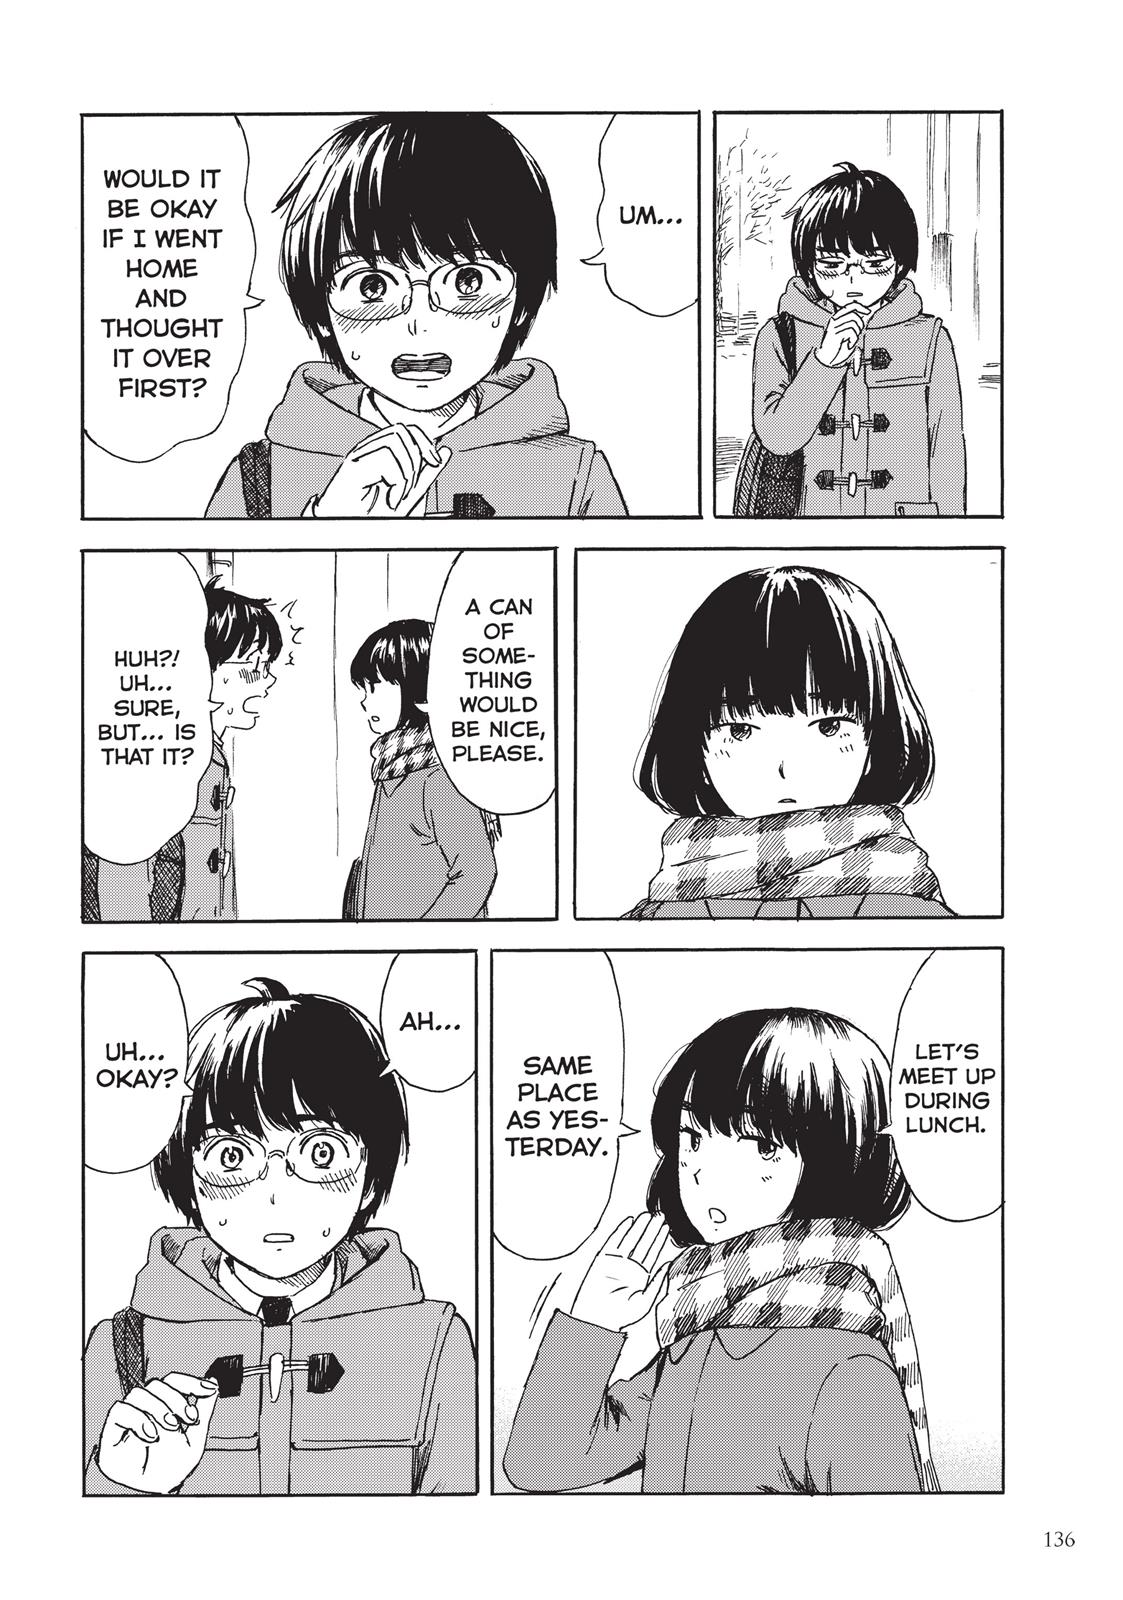 UM...
WOULD IT
BE OKAY
IF I WENT
HOME
AND
THOUGHT
IT OVER
FIRST?
A CAN
OF
SOME-
THING
WOULD
BE NICE,
PLEASE.
HUH?!
UH...
SURE,
BUT... IS
THAT IT?
LET'S
MEET UP
DURING
LUNCH.
SAME
PLACE
AS YES-
TERDAY.
AH...
UH...
OKAY?
136